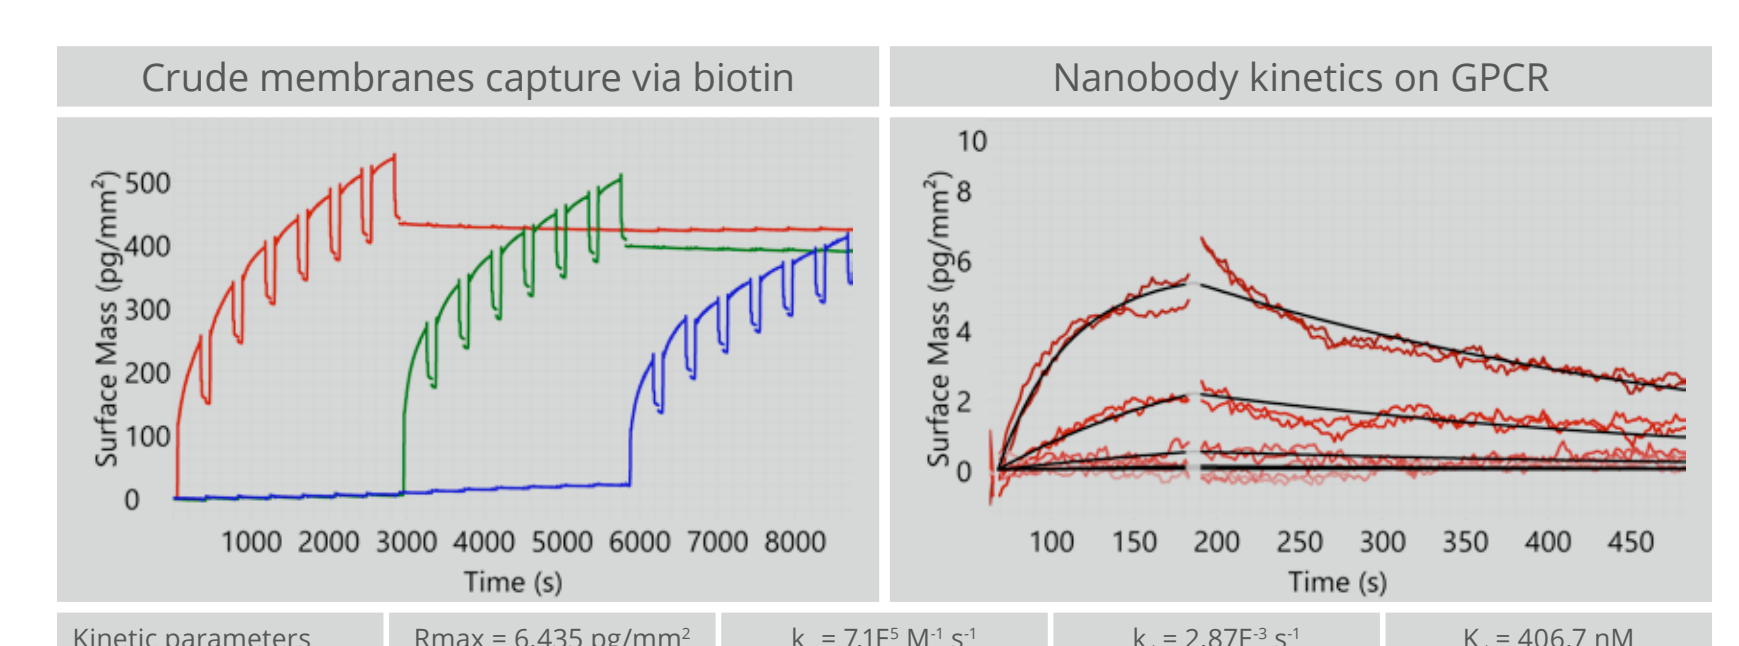 Crude membranes capture via biotin
Nanobody kinetics on GPCR
Surface Mass (pg/mm²)
500
400
300
200
100
0
1000 2000 3000 4000 5000 6000 7000 8000
Time (s)
Surface Mass (pg/mm²)
10
8
6
4
2
0
100 150 200 250 300 350 400 450
Time (s)
Kinetic parameters
Rmax = 6.435 pg/mm²
k = 7.1E⁵ M⁻¹ s⁻¹
k = 2.87E⁻³ s⁻¹
K = 406.7 nM